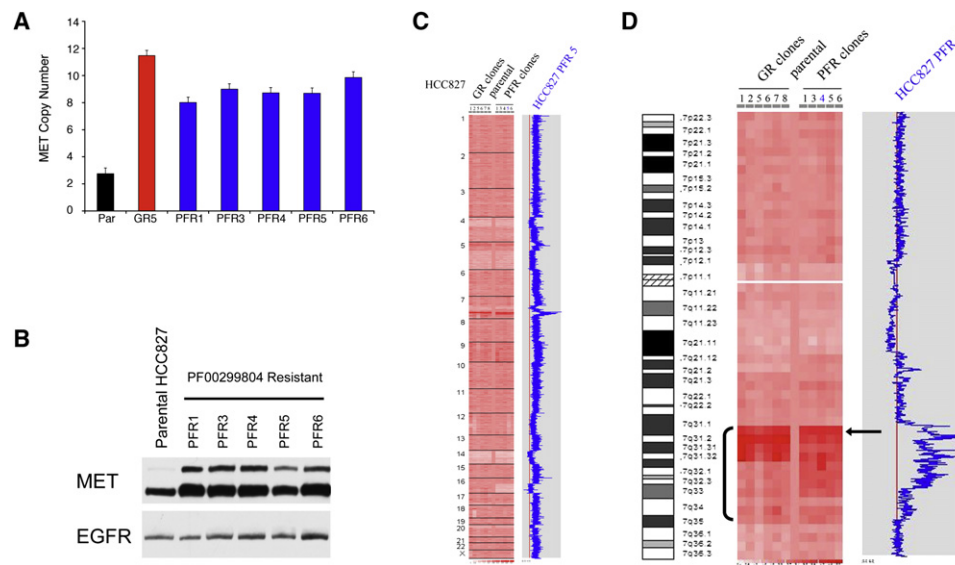 A
MET Copy Number
14
12
10
8
6
4
2
0
Par GR5 PFR1 PFR3 PFR4 PFR5 PFR6
B
Parental HCC827
PF00299804 Resistant
PFR1 PFR3 PFR4 PFR5 PFR6
MET
EGFR
C
HCC827
GR clones
parental
PFR clones
HCC827 PFR 5
1
2
3
4
5
6
7
8
9
10
11
12
13
14
15
16
17
18
19
20
21
22
X
D
GR clones
parental
PFR clones
HCC827 PFR
1 2 5 6 7 8 1 3 4 5 6
7p22.3
7p22.1
7p21.3
7p21.2
7p21.1
7p15.3
7p15.2
7p14.3
7p14.2
7p14.1
7p13
7p12.3
7p12.1
7p11.1
7q11.21
7q11.22
7q11.23
7q21.11
7q21.12
7q21.2
7q21.3
7q22.1
7q22.2
7q31.1
7q31.2
7q31.31
7q31.32
7q32.1
7q32.3
7q33
7q34
7q35
7q36.1
7q36.2
7q36.3